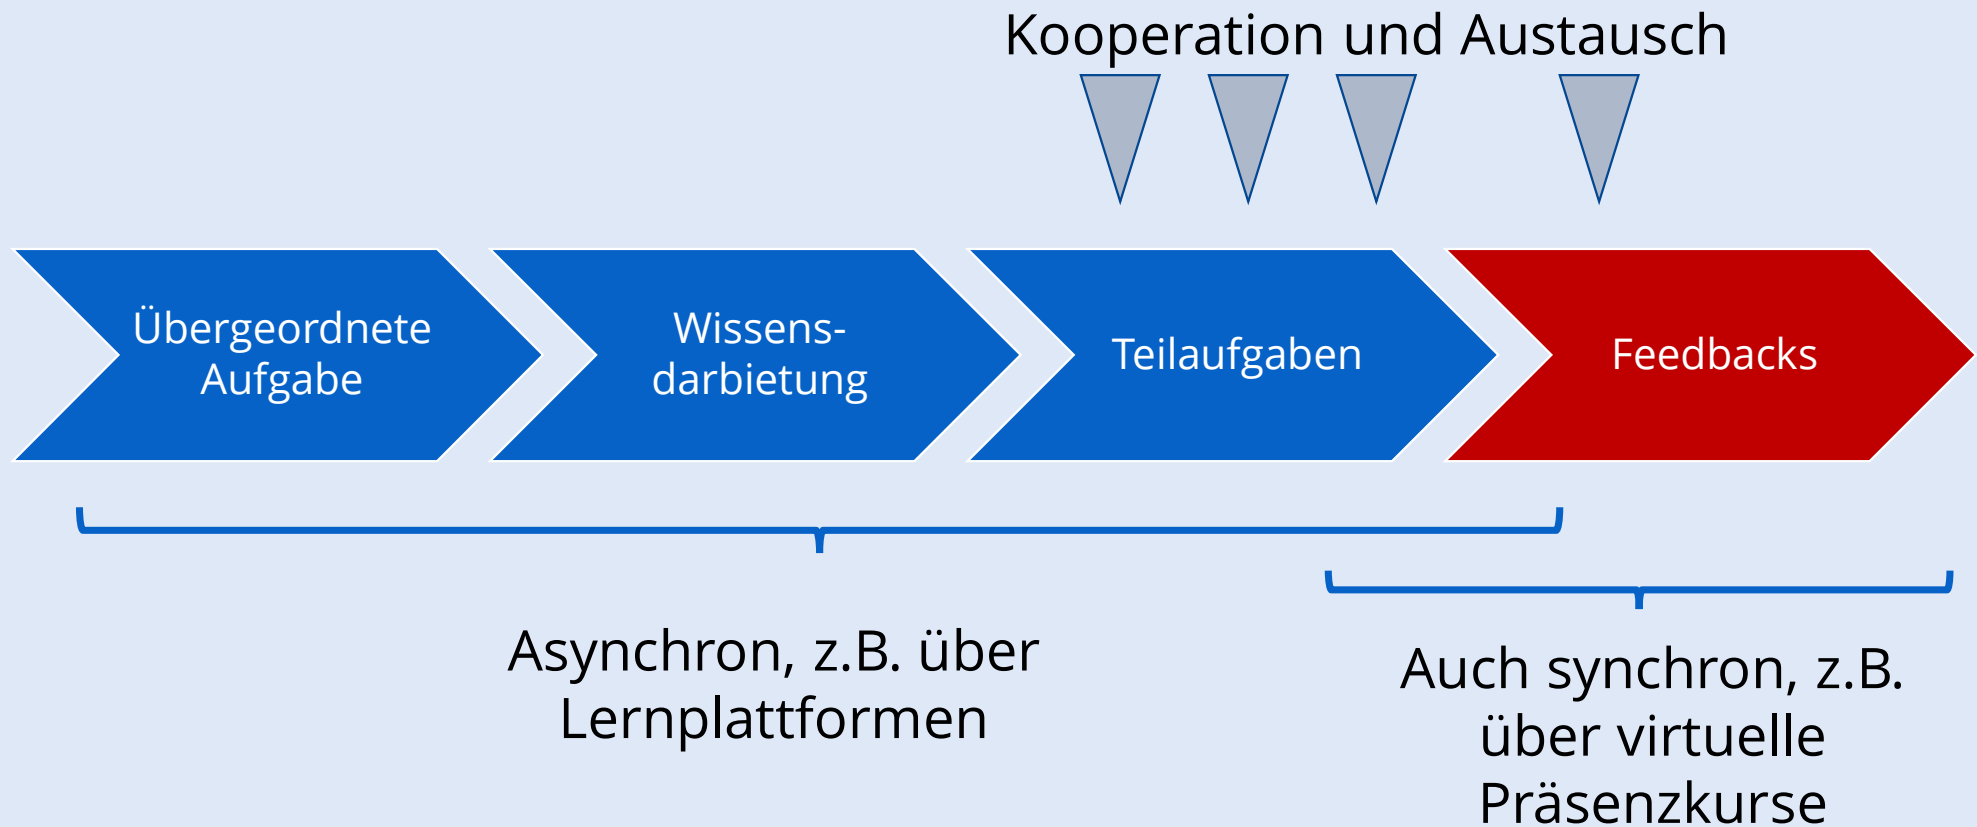 Kooperation und Austausch
Übergeordnete
Aufgabe
Wissens-
darbietung
Teilaufgaben
Feedbacks
Asynchron, z.B. über
Lernplattformen
Auch synchron, z.B.
über virtuelle
Präsenzkurse